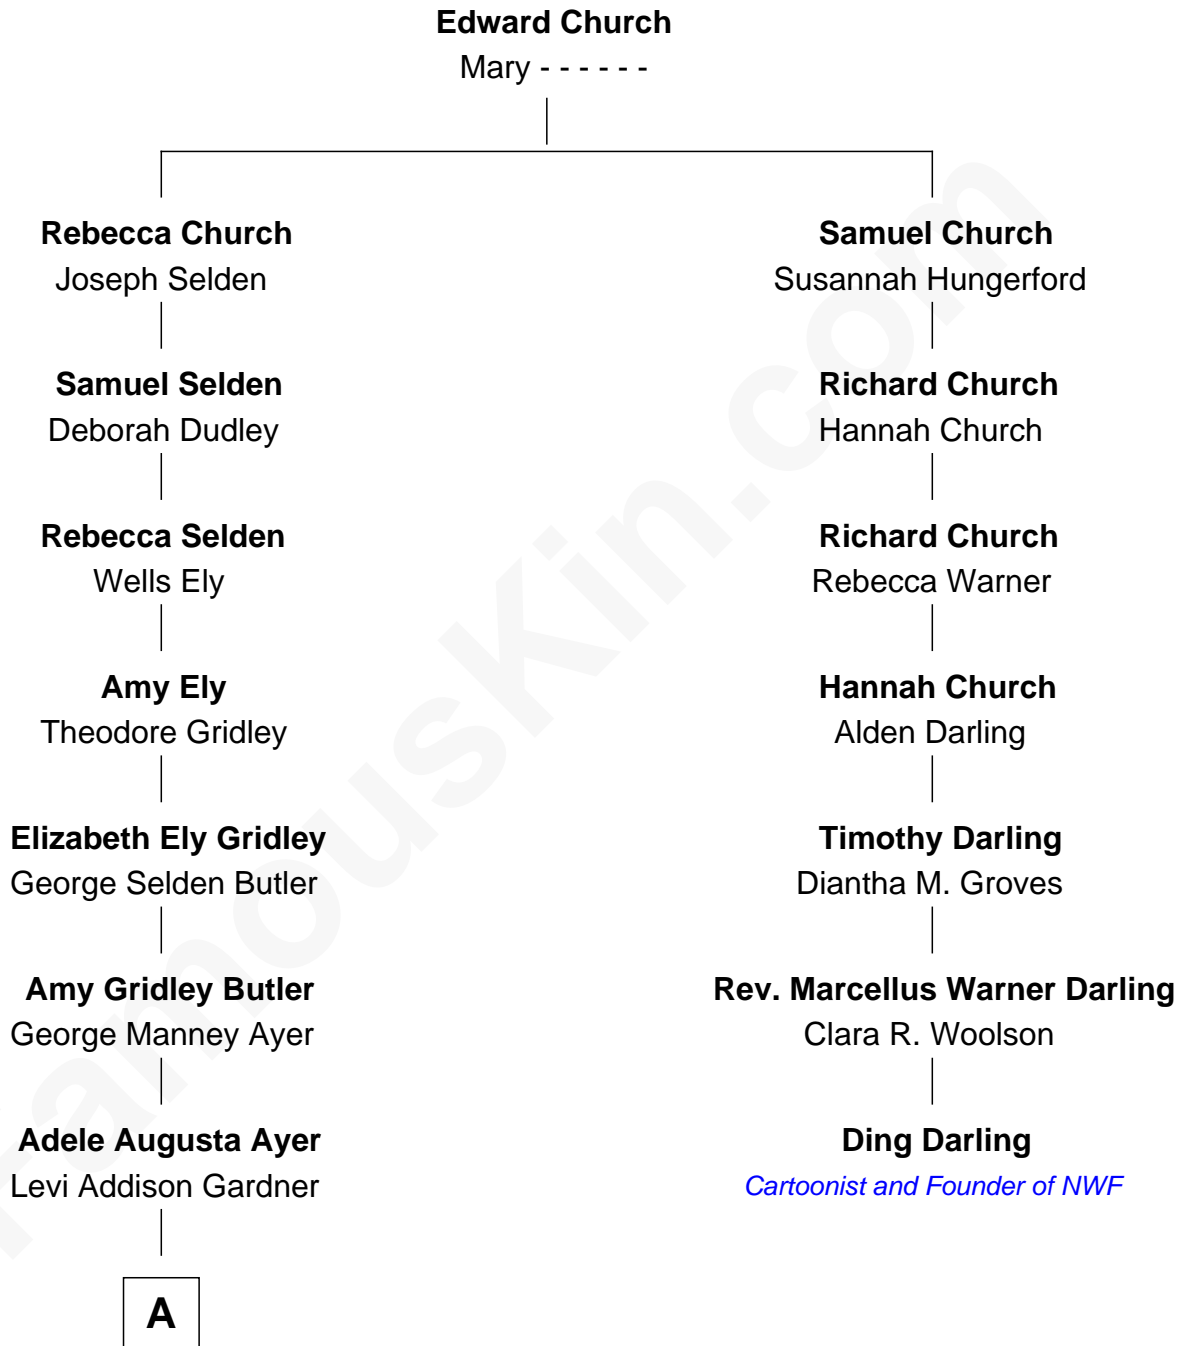 Edward Church
Mary - - - - - -
Rebecca Church
Joseph Selden
Samuel Selden
Deborah Dudley
Rebecca Selden
Wells Ely
Amy Ely
Theodore Gridley
Elizabeth Ely Gridley
George Selden Butler
Amy Gridley Butler
George Manney Ayer
Adele Augusta Ayer
Levi Addison Gardner
A
Samuel Church
Susannah Hungerford
Richard Church
Hannah Church
Richard Church
Rebecca Warner
Hannah Church
Alden Darling
Timothy Darling
Diantha M. Groves
Rev. Marcellus Warner Darling
Clara R. Woolson
Ding Darling
Cartoonist and Founder of NWF
FamousKin.com